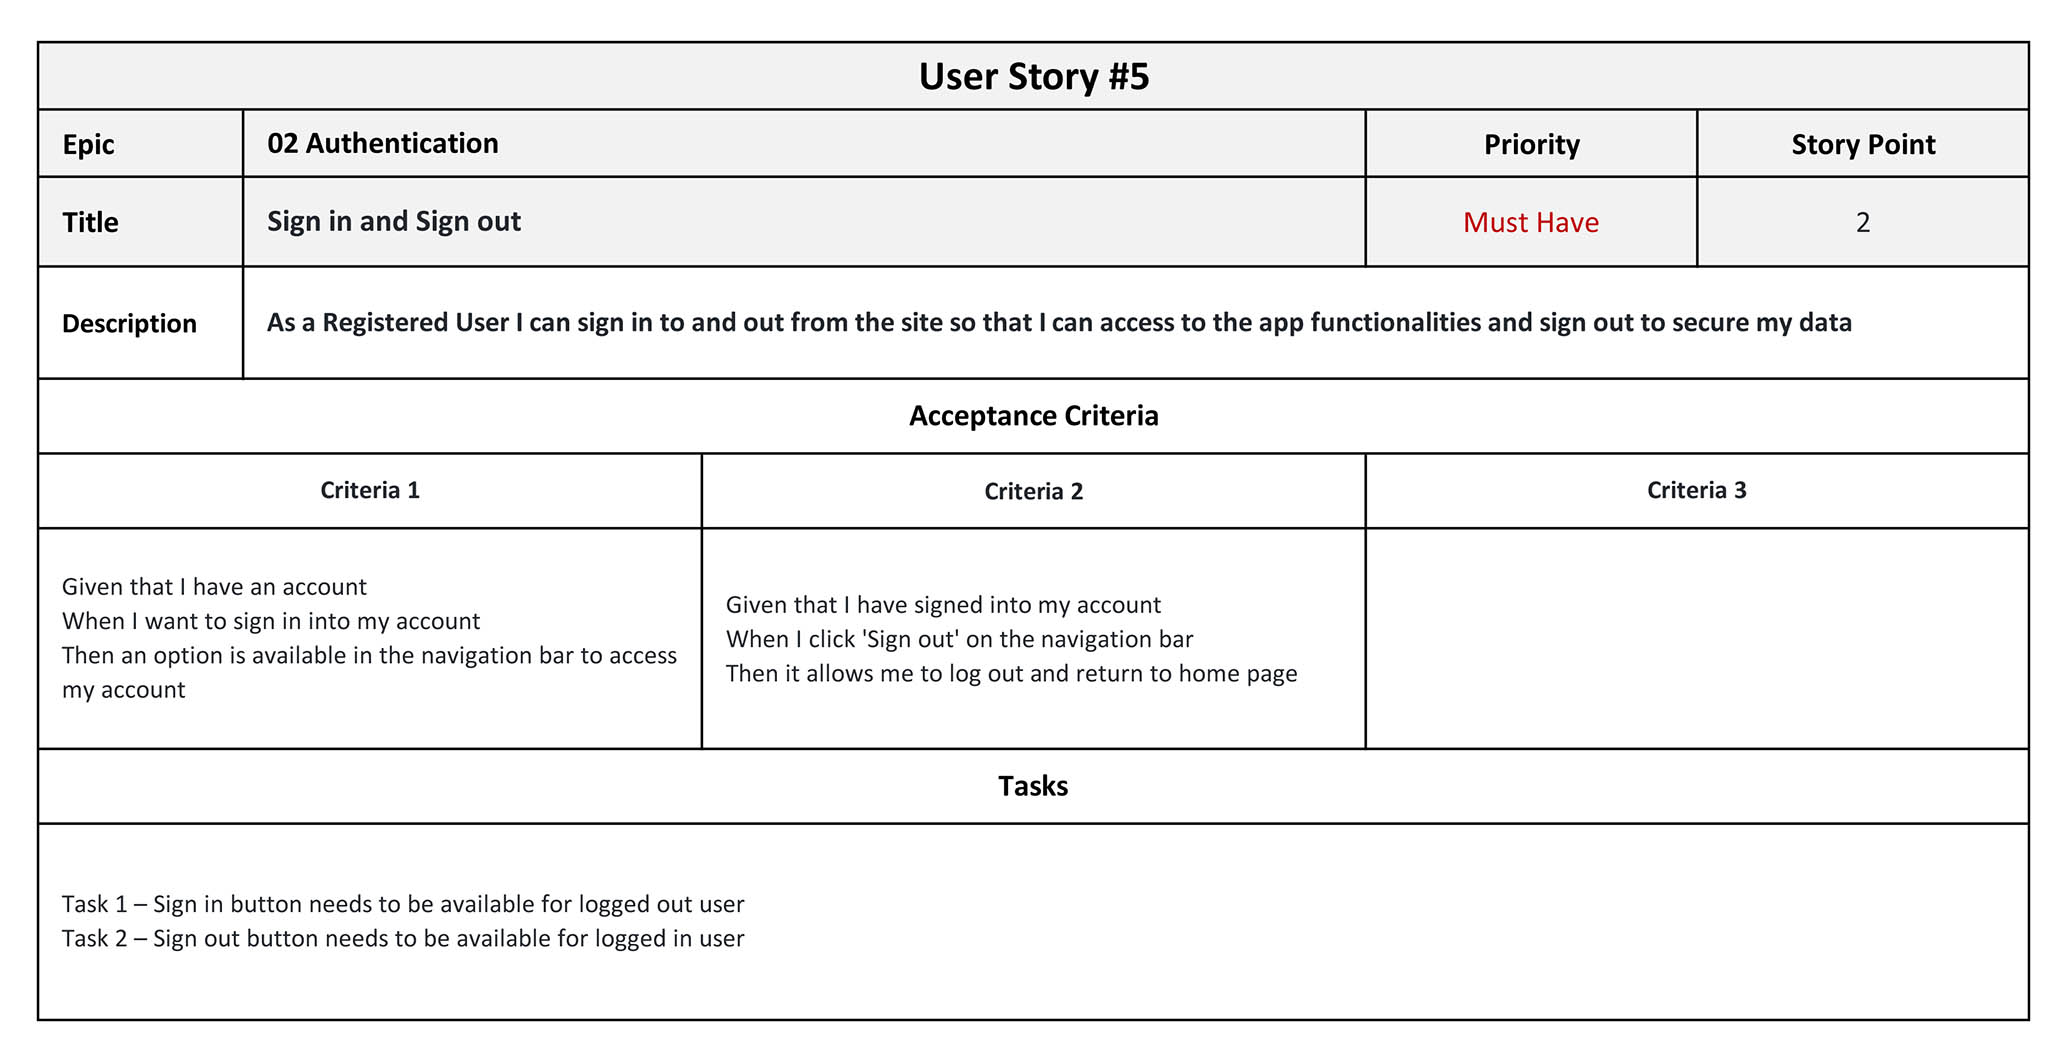 User Story #5
Epic
02 Authentication
Priority
Story Point
Title
Sign in and Sign out
Must Have
2
Description
As a Registered User I can sign in to and out from the site so that I can access to the app functionalities and sign out to secure my data
Acceptance Criteria
Criteria 1
Criteria 2
Criteria 3
Given that I have an account
When I want to sign in into my account
Then an option is available in the navigation bar to access
my account
Given that I have signed into my account
When I click 'Sign out' on the navigation bar
Then it allows me to log out and return to home page
Tasks
Task 1 – Sign in button needs to be available for logged out user
Task 2 – Sign out button needs to be available for logged in user